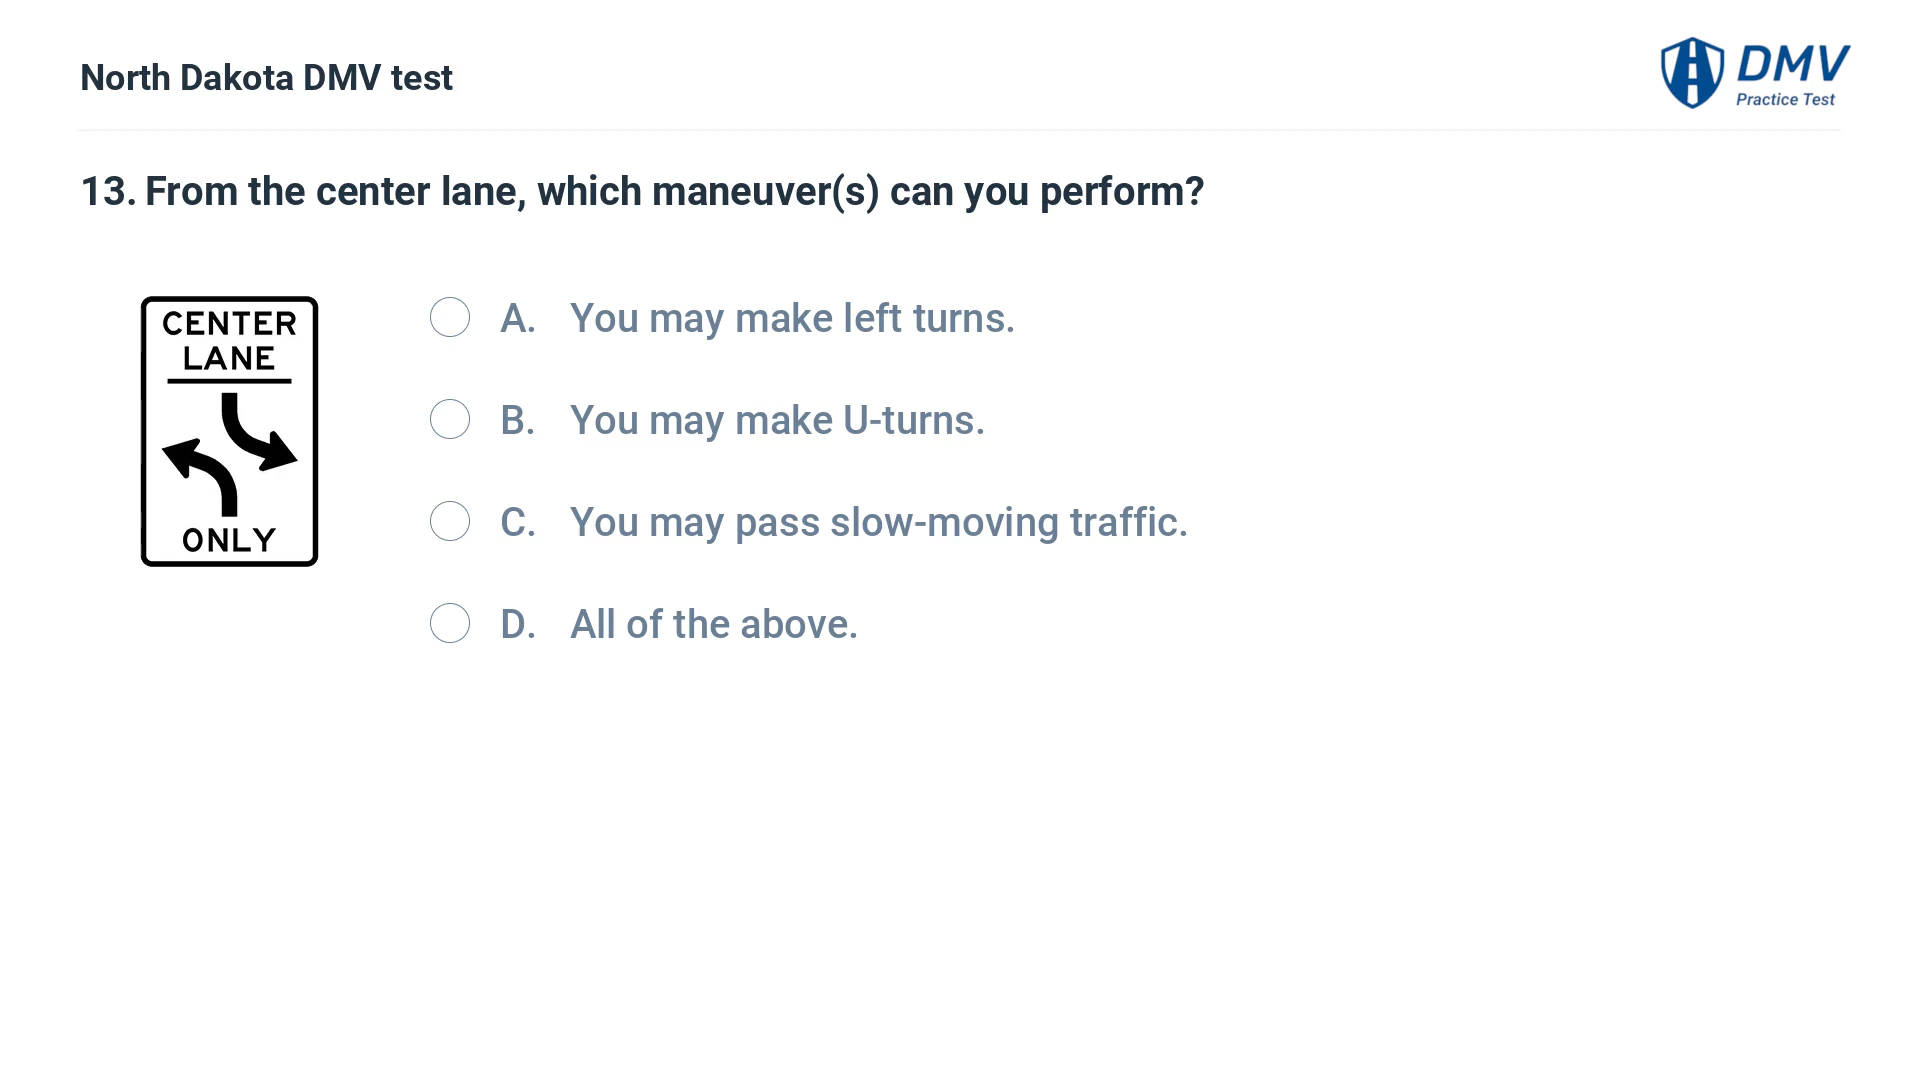 North Dakota DMV test
DMV
Practice Test
13. From the center lane, which maneuver(s) can you perform?
CENTER
LANE
ONLY
A. You may make left turns.
B. You may make U-turns.
C. You may pass slow-moving traffic.
D. All of the above.